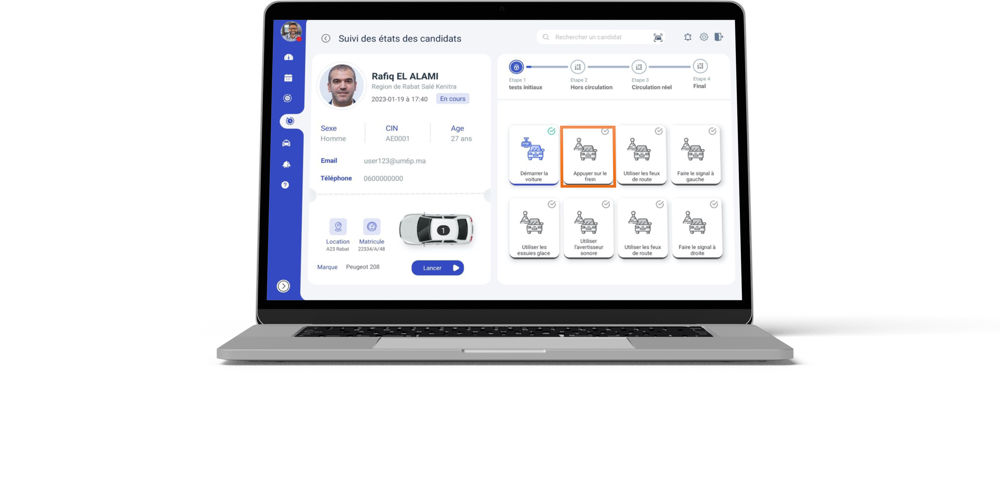 Suivi des états des candidats
Rechercher un candidat
Rafiq EL ALAMI
Region de Rabat Salé Kenitra
2023-01-19 à 17:40 En cours
Sexe CIN Age
Homme AE0001 27 ans
Email user123@um6p.ma
Téléphone 0600000000
1
Location Matricule
A23 Rabat 22334/A/48
Marque Peugeot 208
Lancer
Etape 1
tests initiaux
Etape 2
Hors circulation
Etape 3
Circulation réel
Etape 4
Final
Démarrer la
voiture
Appuyer sur le
frein
Utiliser les feux
de route
Faire le signal à
gauche
Utiliser les
essuies glace
Utiliser
l'avertisseur
sonore
Utiliser les feux
de route
Faire le signal à
droite